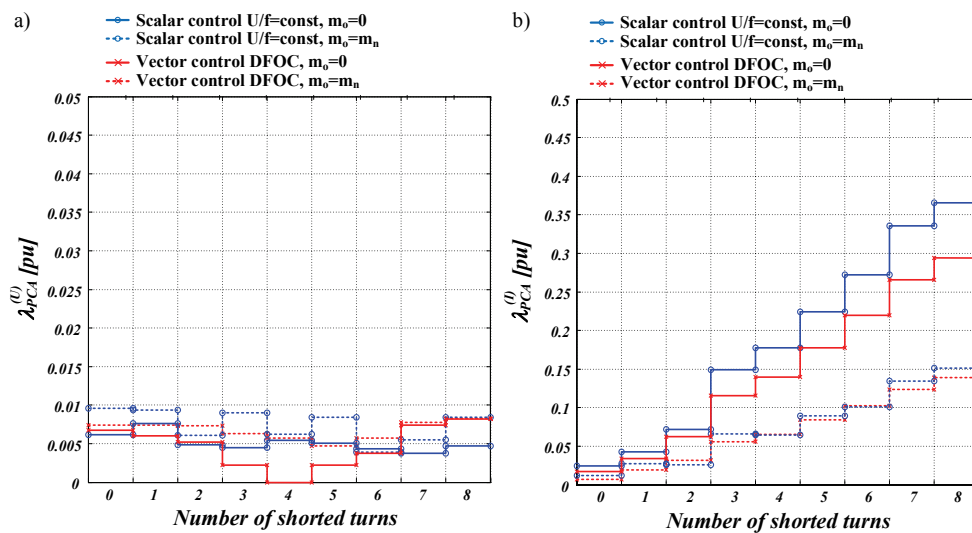 a)
Scalar control U/f=const, mₒ=0
Scalar control U/f=const, mₒ=mₙ
Vector control DFOC, mₒ=0
Vector control DFOC, mₒ=mₙ
0.05
0.045
0.04
0.035
0.03
0.025
0.02
0.015
0.01
0.005
0
λ_PCA^(U) [pu]
0 1 2 3 4 5 6 7 8
Number of shorted turns
b)
Scalar control U/f=const, mₒ=0
Scalar control U/f=const, mₒ=mₙ
Vector control DFOC, mₒ=0
Vector control DFOC, mₒ=mₙ
0.5
0.45
0.4
0.35
0.3
0.25
0.2
0.15
0.1
0.05
0
λ_PCA^(I) [pu]
0 1 2 3 4 5 6 7 8
Number of shorted turns